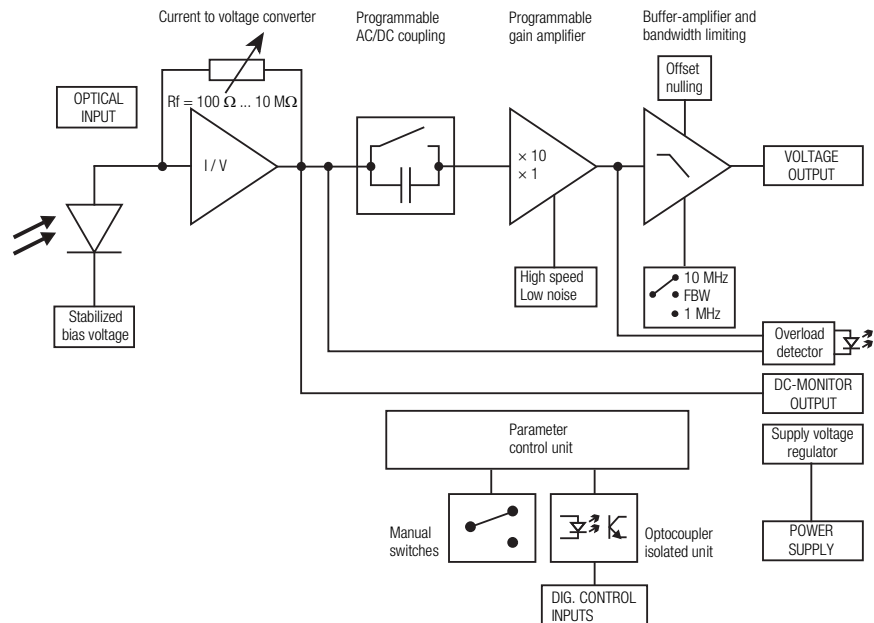 Current to voltage converter
Programmable
AC/DC coupling
Programmable
gain amplifier
Buffer-amplifier and
bandwidth limiting
OPTICAL
INPUT
Rf = 100 Ω ... 10 MΩ
I / V
× 10
× 1
Offset
nulling
VOLTAGE
OUTPUT
Stabilized
bias voltage
High speed
Low noise
10 MHz
FBW
1 MHz
Overload
detector
DC-MONITOR
OUTPUT
Parameter
control unit
Supply voltage
regulator
Manual
switches
Optocoupler
isolated unit
POWER
SUPPLY
DIG. CONTROL
INPUTS